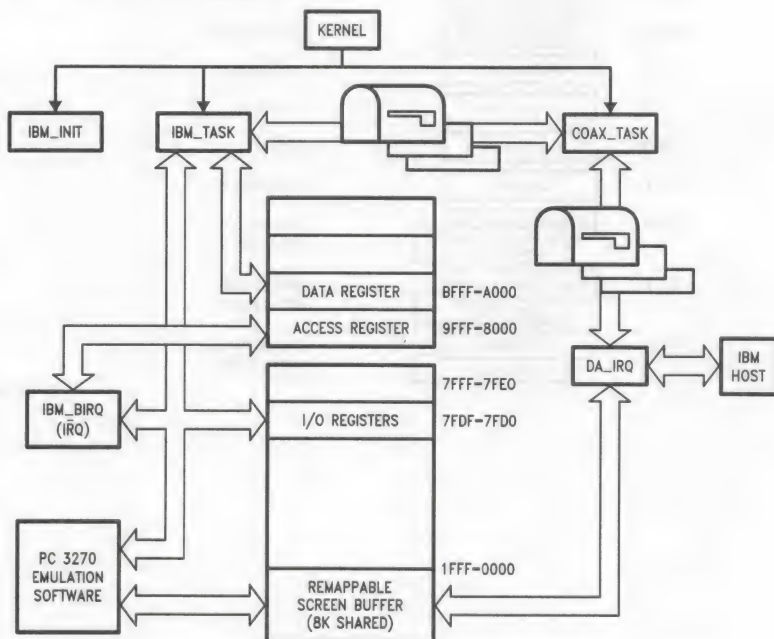 KERNEL
IBM_INIT
IBM_TASK
COAX_TASK
DATA REGISTER
BFFF-A000
ACCESS REGISTER
9FFF-8000
7FFF-7FE0
DA_IRQ
IBM
HOST
IBM_BIRQ
(IRQ)
I/O REGISTERS
7FDF-7FD0
PC 3270
EMULATION
SOFTWARE
1FFF-0000
REMAPPABLE
SCREEN BUFFER
(8K SHARED)